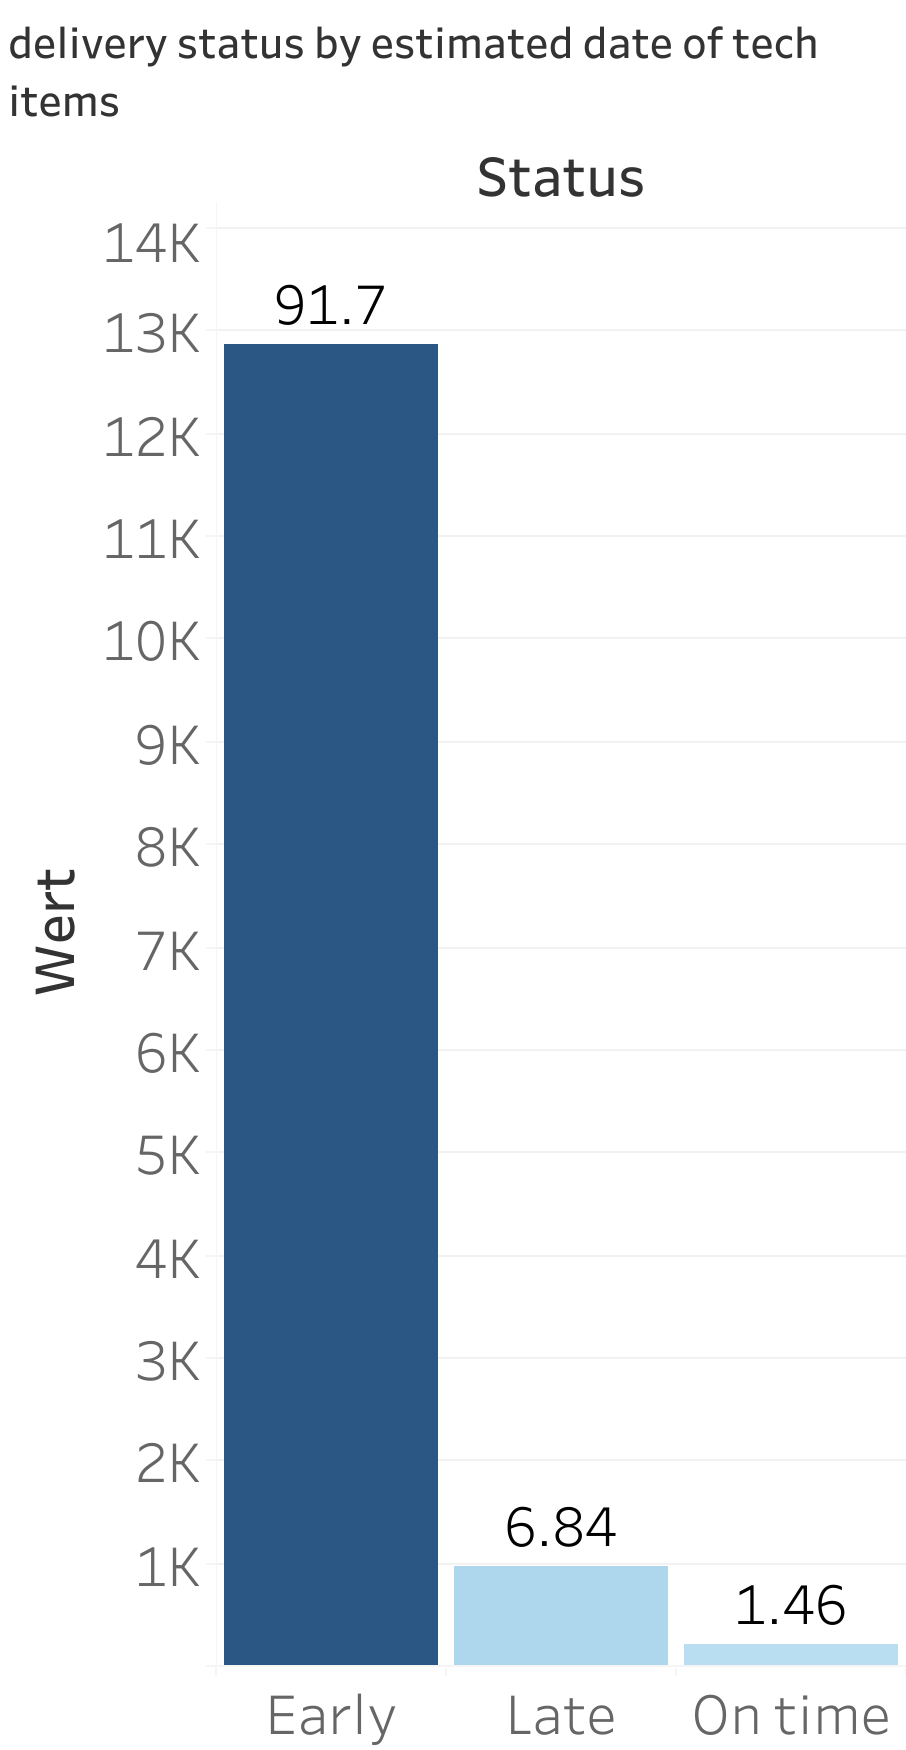 delivery status by estimated date of tech
items
Status
14K
91.7
13K
12K
11K
10K
9K
8K
Wert
7K
6K
5K
4K
3K
2K
6.84
1K
1.46
Early Late On time